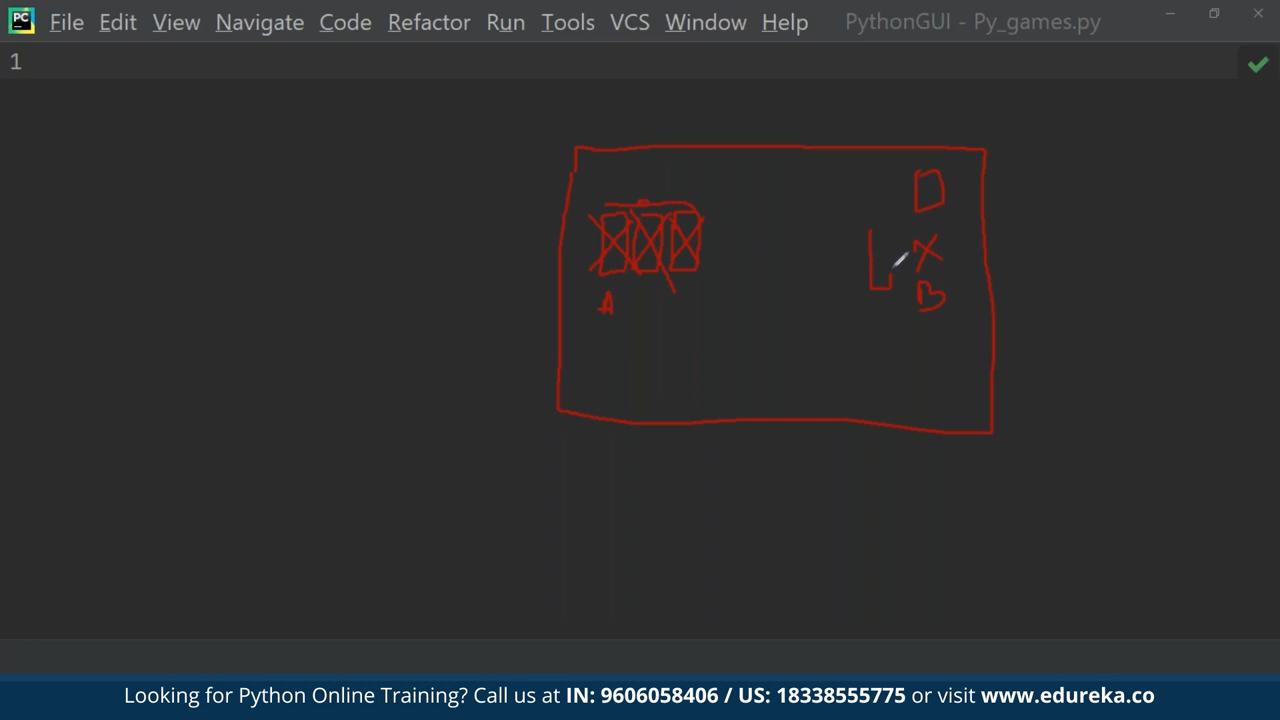 PC File Edit View Navigate Code Refactor Run Tools VCS Window Help PythonGUI - Py_games.py
1
X
A
B
Looking for Python Online Training? Call us at IN: 9606058406 / US: 18338555775 or visit www.edureka.co